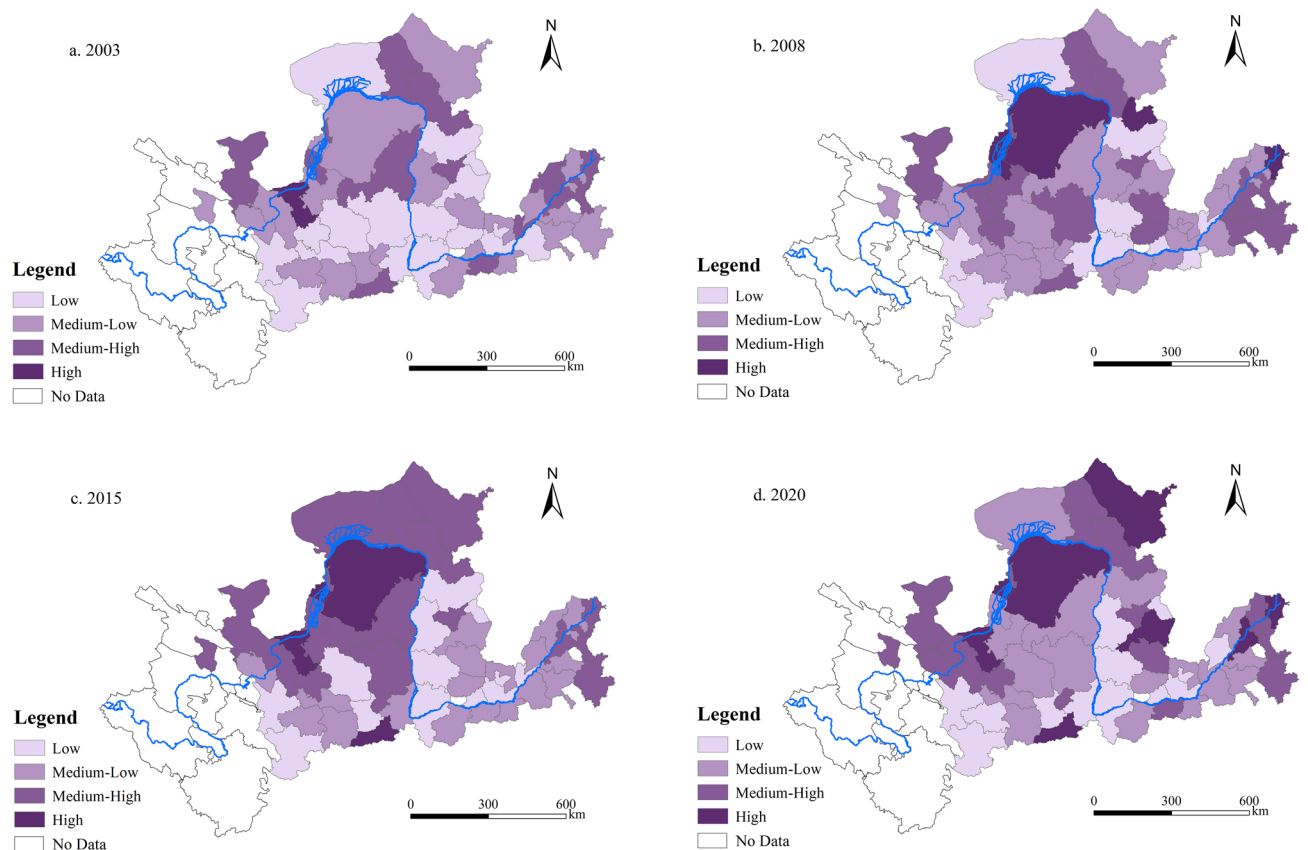 a. 2003
N
Legend
Low
Medium-Low
Medium-High
High
No Data
0 300 600
km
b. 2008
N
Legend
Low
Medium-Low
Medium-High
High
No Data
0 300 600
km
c. 2015
N
Legend
Low
Medium-Low
Medium-High
High
No Data
0 300 600
km
d. 2020
N
Legend
Low
Medium-Low
Medium-High
High
No Data
0 300 600
km